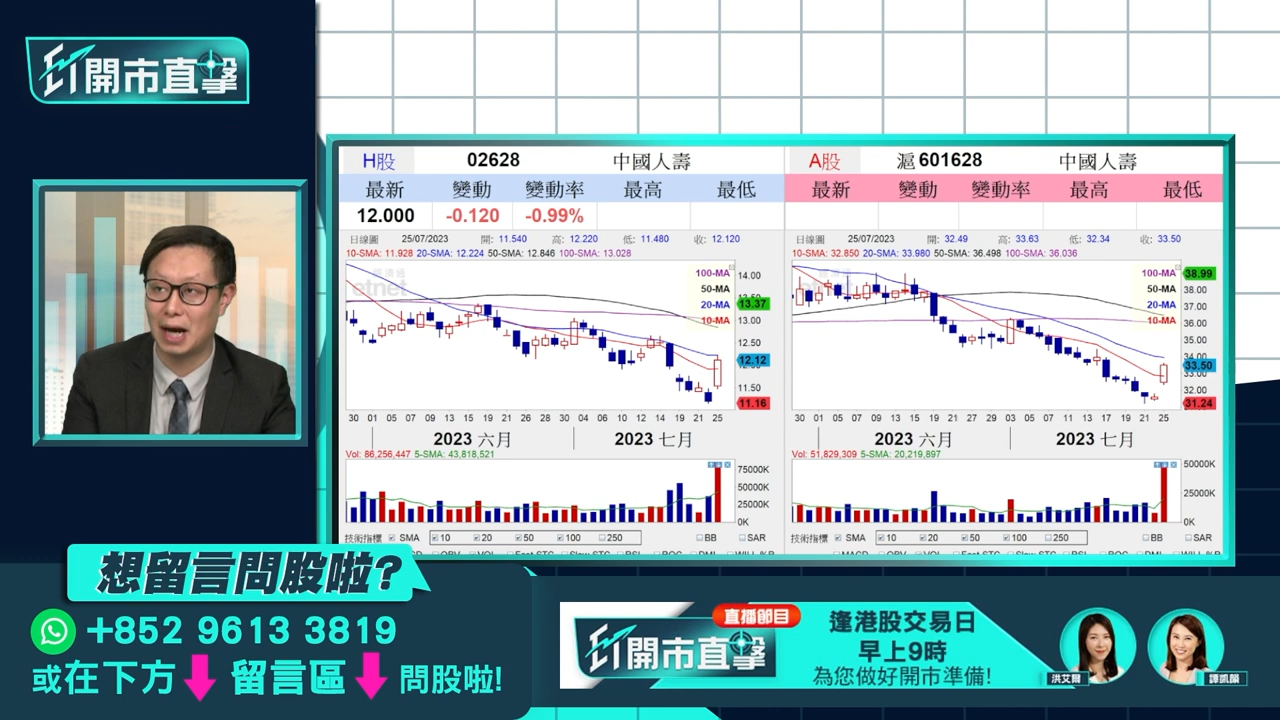 開市直擊
H股 02628 中國人壽
最新 變動 變動率 最高 最低
12.000 -0.120 -0.99%
日線圖 25/07/2023 開: 11.540 高: 12.220 低: 11.480 收: 12.120
10-SMA: 11.928 20-SMA: 12.224 50-SMA: 12.846 100-SMA: 13.028
etnet
100-MA
50-MA
20-MA
10-MA
14.00
13.37
13.00
12.50
12.12
11.50
11.16
30 01 05 07 09 13 15 19 21 26 28 30 04 06 10 12 14 18 21 25
2023 六月 2023 七月
Vol: 86,256,447 5-SMA: 43,818,521
75000K
50000K
25000K
0K
技術指標 SMA 10 20 50 100 250 BB SAR
A股 滬 601628 中國人壽
最新 變動 變動率 最高 最低
日線圖 25/07/2023 開: 32.49 高: 33.63 低: 32.34 收: 33.50
10-SMA: 32.850 20-SMA: 33.980 50-SMA: 36.498 100-SMA: 36.036
100-MA
50-MA
20-MA
10-MA
38.99
38.00
37.00
36.00
35.00
34.00
33.50
33.00
32.00
31.24
30 01 05 07 09 13 15 19 21 27 29 03 05 07 11 13 17 19 21 25
2023 六月 2023 七月
Vol: 51,829,309 5-SMA: 20,219,897
50000K
25000K
0K
技術指標 SMA 10 20 50 100 250 BB SAR
想留言問股啦?
+852 9613 3819
或在下方 留言區 問股啦!
直播節目
開市直擊
逢港股交易日
早上9時
為您做好開市準備!
洪艾爾
譚凱韻